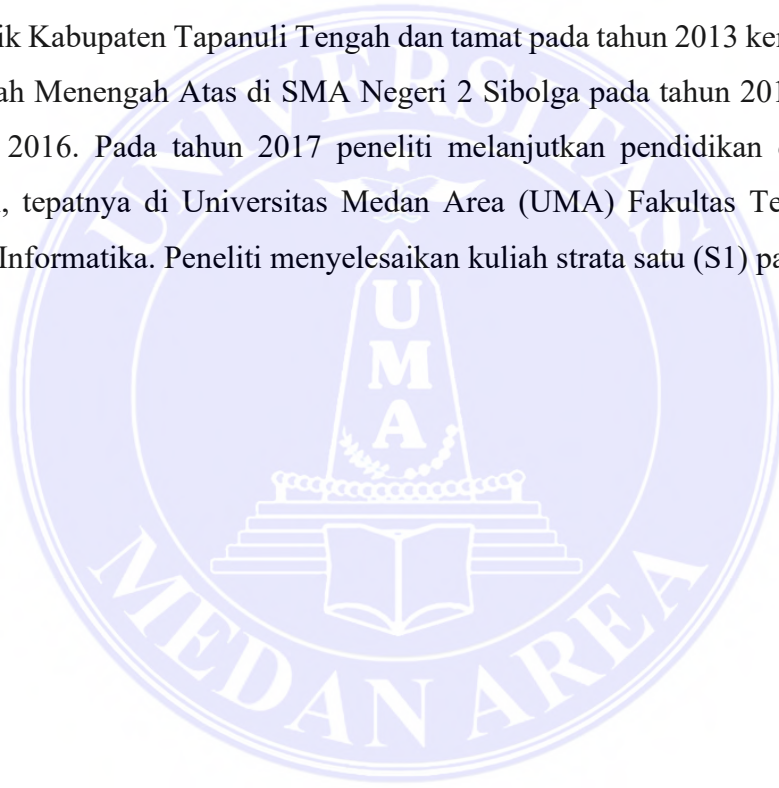 ik Kabupaten Tapanuli Tengah dan tamat pada tahun 2013 ker
ah Menengah Atas di SMA Negeri 2 Sibolga pada tahun 201
2016. Pada tahun 2017 peneliti melanjutkan pendidikan
, tepatnya di Universitas Medan Area (UMA) Fakultas Te
Informatika. Peneliti menyelesaikan kuliah strata satu (S1) pa
UNIVERSITAS
U
M
A
MEDAN AREA